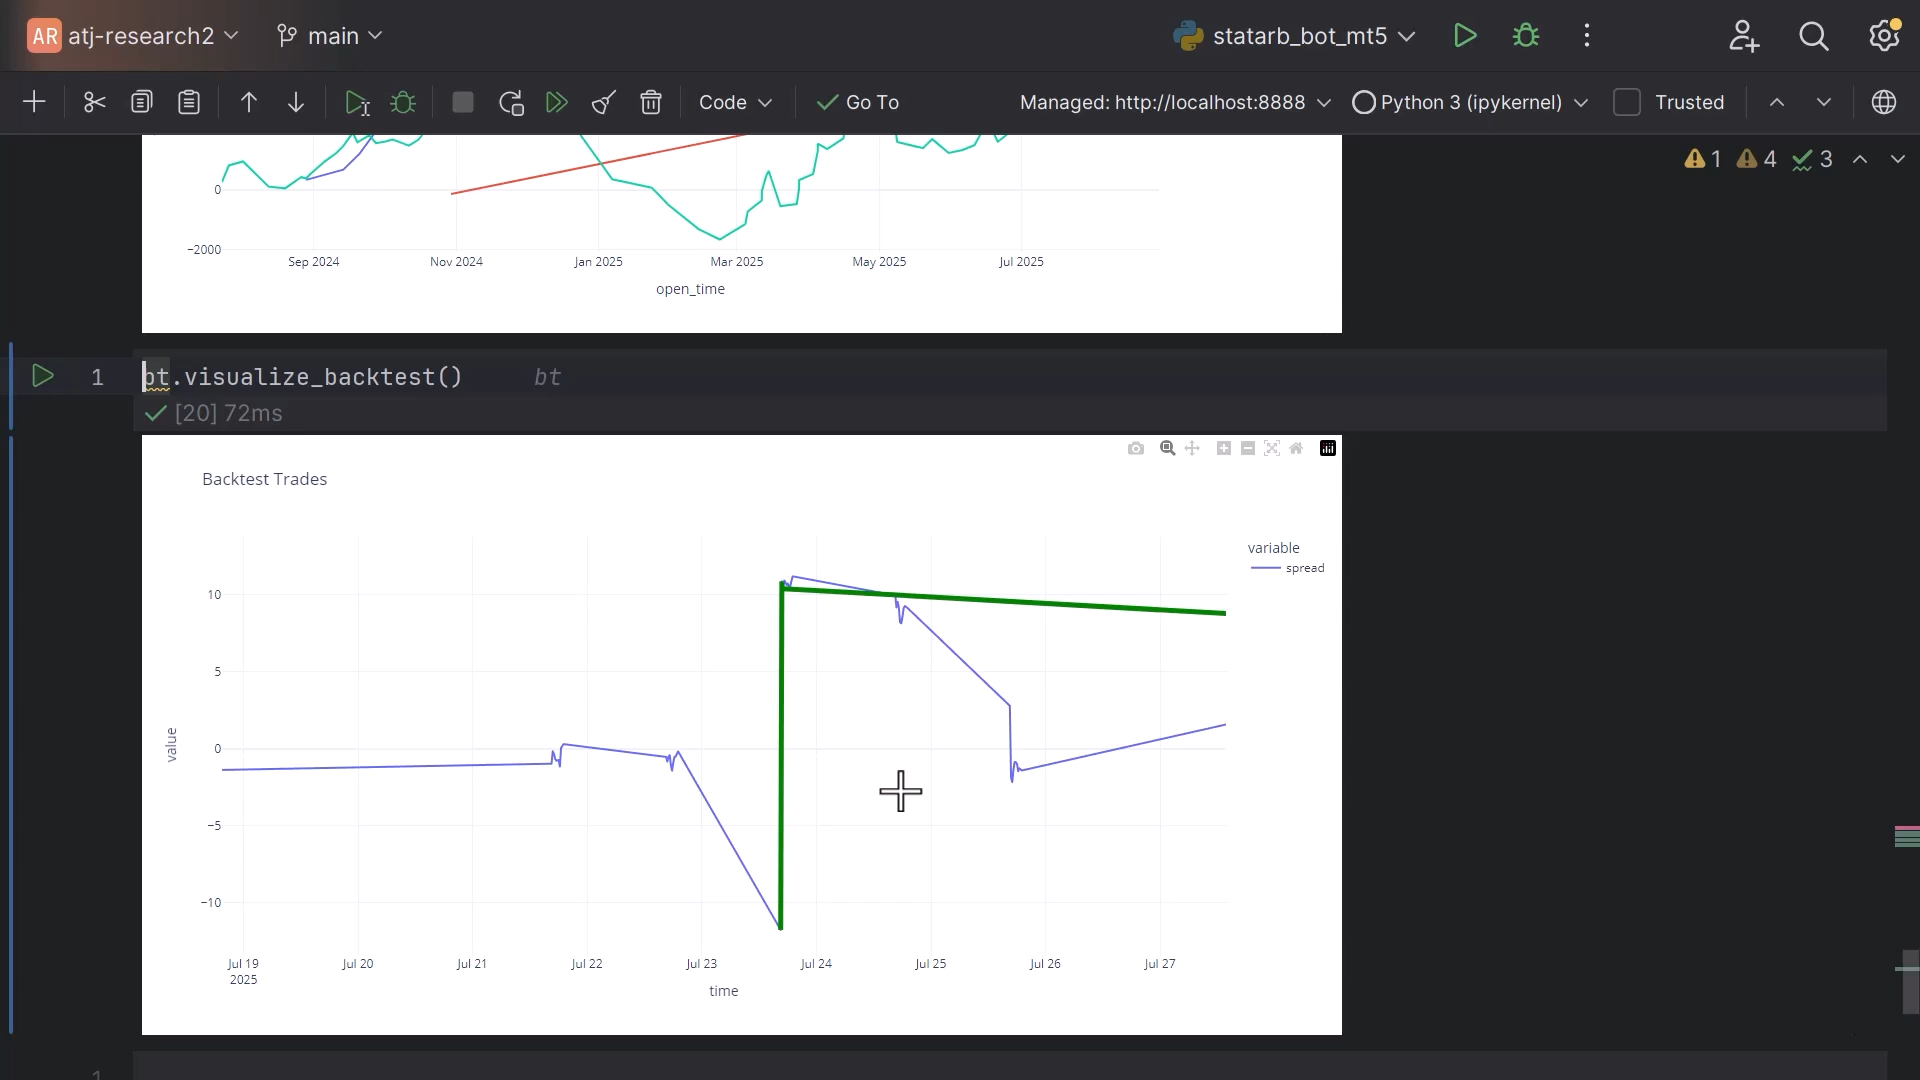 AR atj-research2 main statarb_bot_mt5
Code Go To Managed: http://localhost:8888 Python 3 (ipykernel) Trusted
1 4 3
0
−2000
Sep 2024 Nov 2024 Jan 2025 Mar 2025 May 2025 Jul 2025
open_time
1 bt.visualize_backtest() bt
[20] 72ms
Backtest Trades
variable
spread
10
5
0
−5
−10
value
Jul 19 Jul 20 Jul 21 Jul 22 Jul 23 Jul 24 Jul 25 Jul 26 Jul 27
2025
time
1